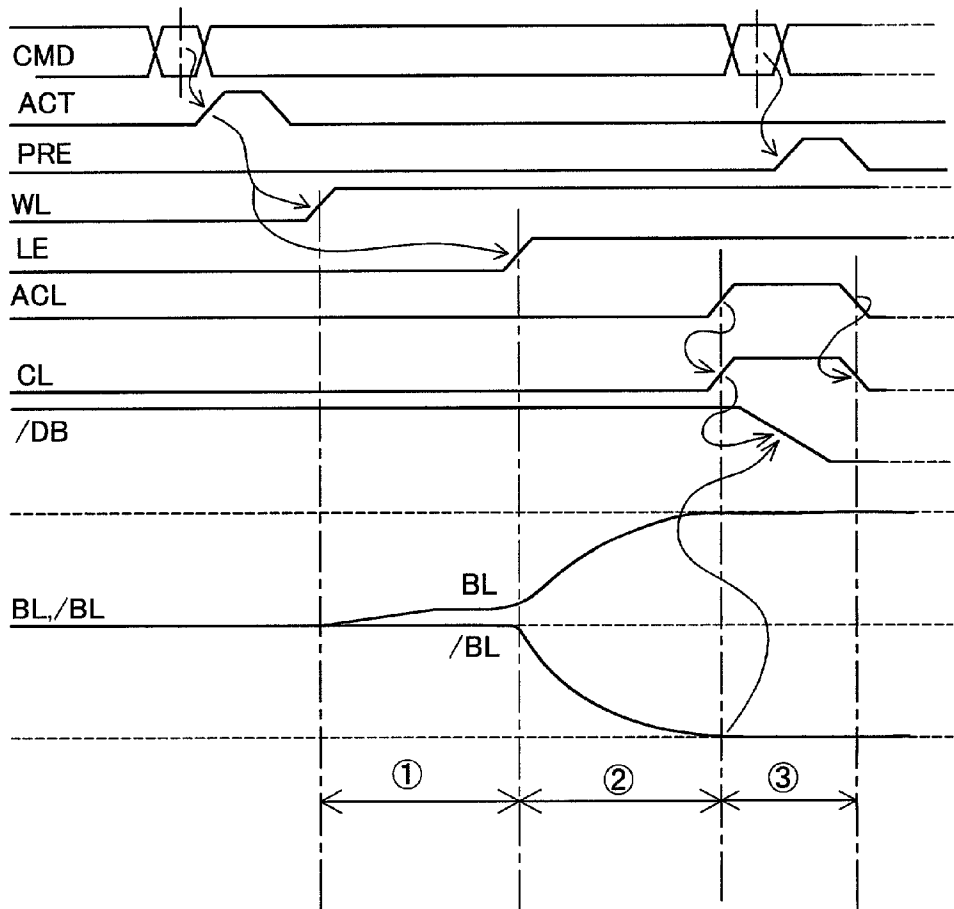 CMD
ACT
PRE
WL
LE
ACL
CL
/DB
BL
BL,/BL
/BL
① ② ③